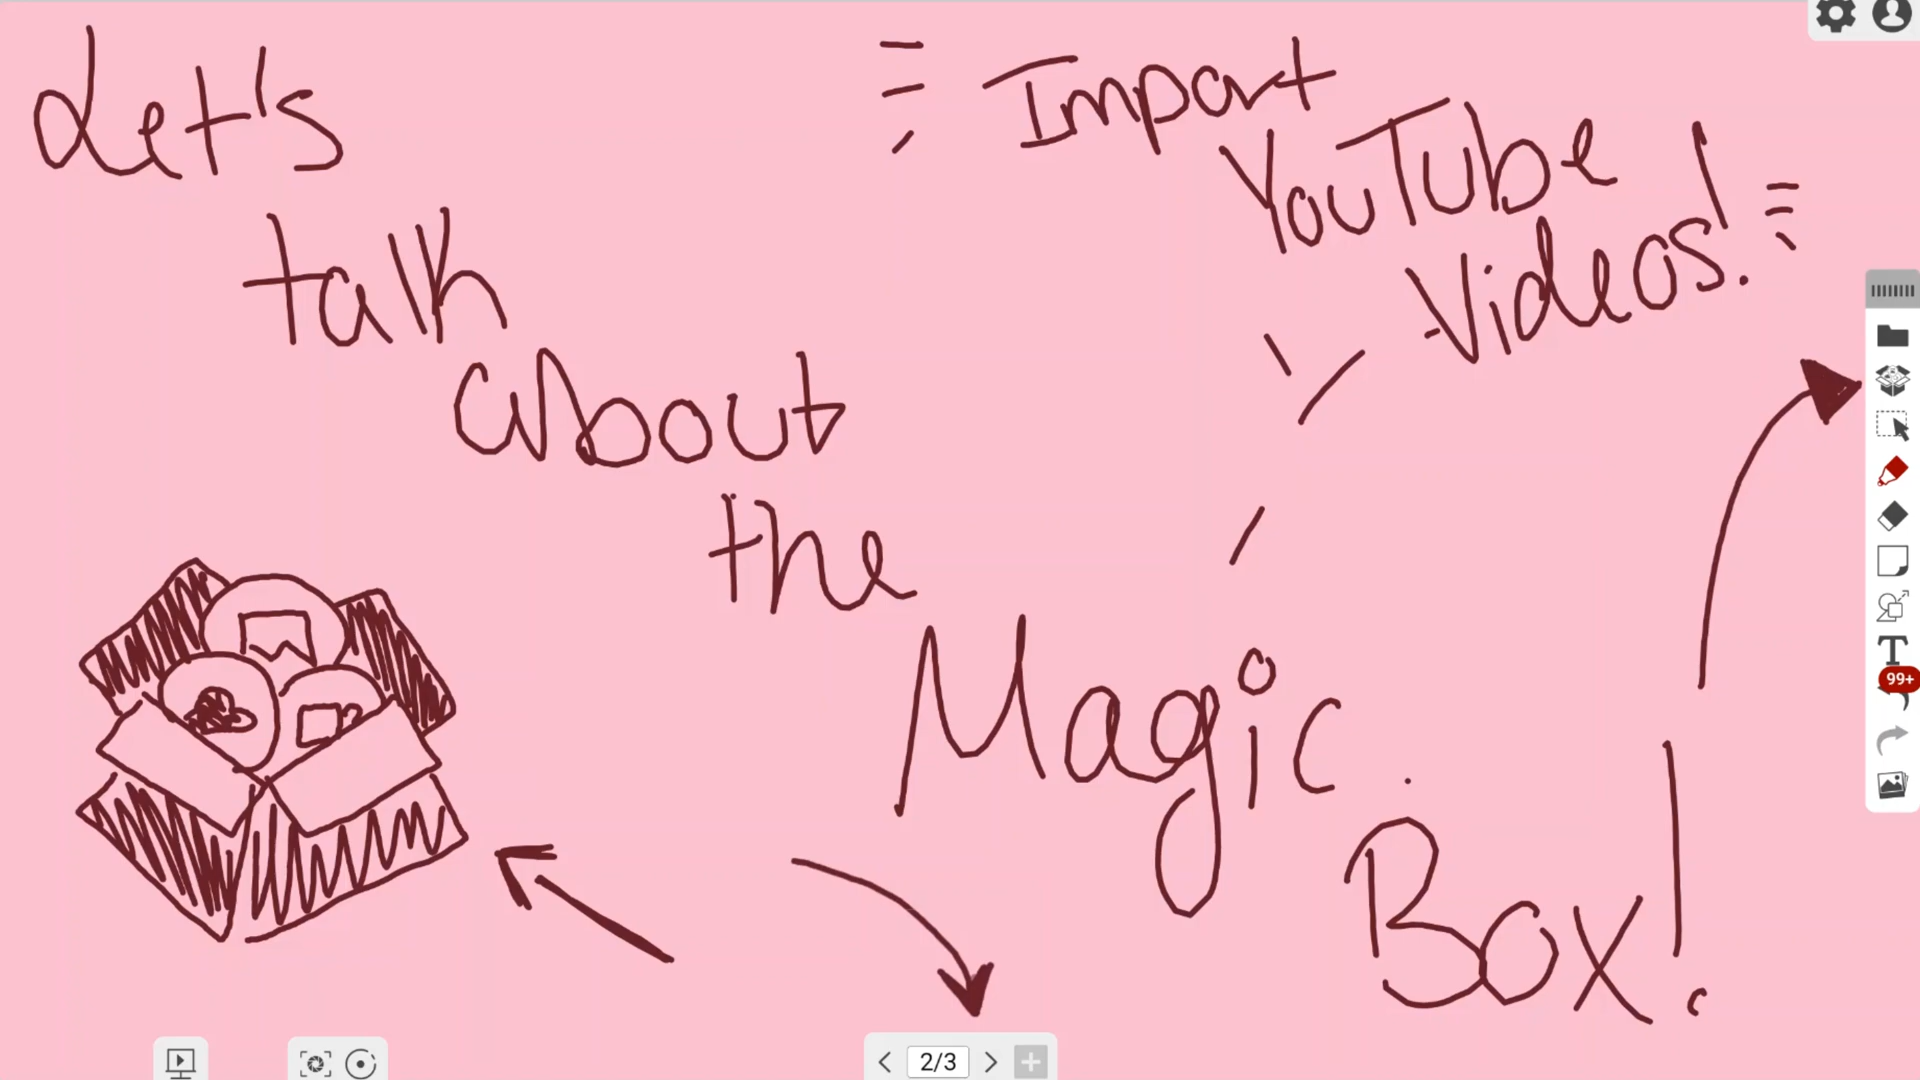 Let's
talk
about
the
Magic
Box!
Import
YouTube
Videos!
T
99+
2/3